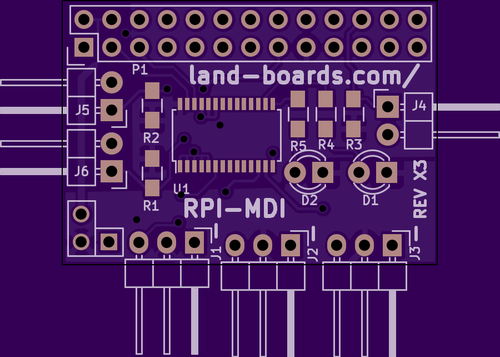 P1
land-boards.com/
J5
J4
R2
R5
R4
R3
J6
U1
R1
D2
D1
RPI-MDI
REV X3
J1
J2
J3